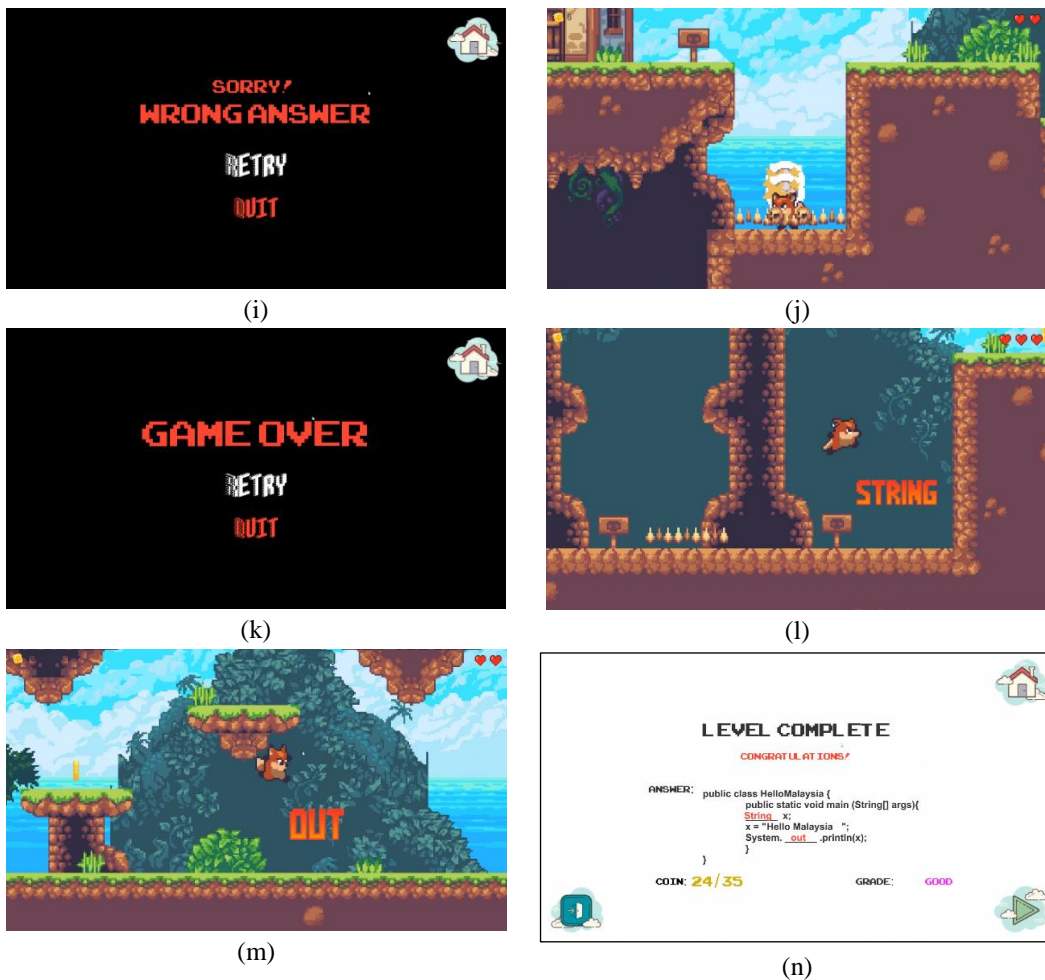 SORRY!
WRONG ANSWER
RETRY
QUIT
(i)
(j)
GAME OVER
RETRY
QUIT
(k)
STRING
(l)
OUT
(m)
LEVEL COMPLETE
CONGRATULATIONS!
ANSWER: public class HelloMalaysia {
public static void main (String[] args){
String x;
x = "Hello Malaysia ";
System. out .println(x);
}
}
COIN: 24/35 GRADE: GOOD
(n)